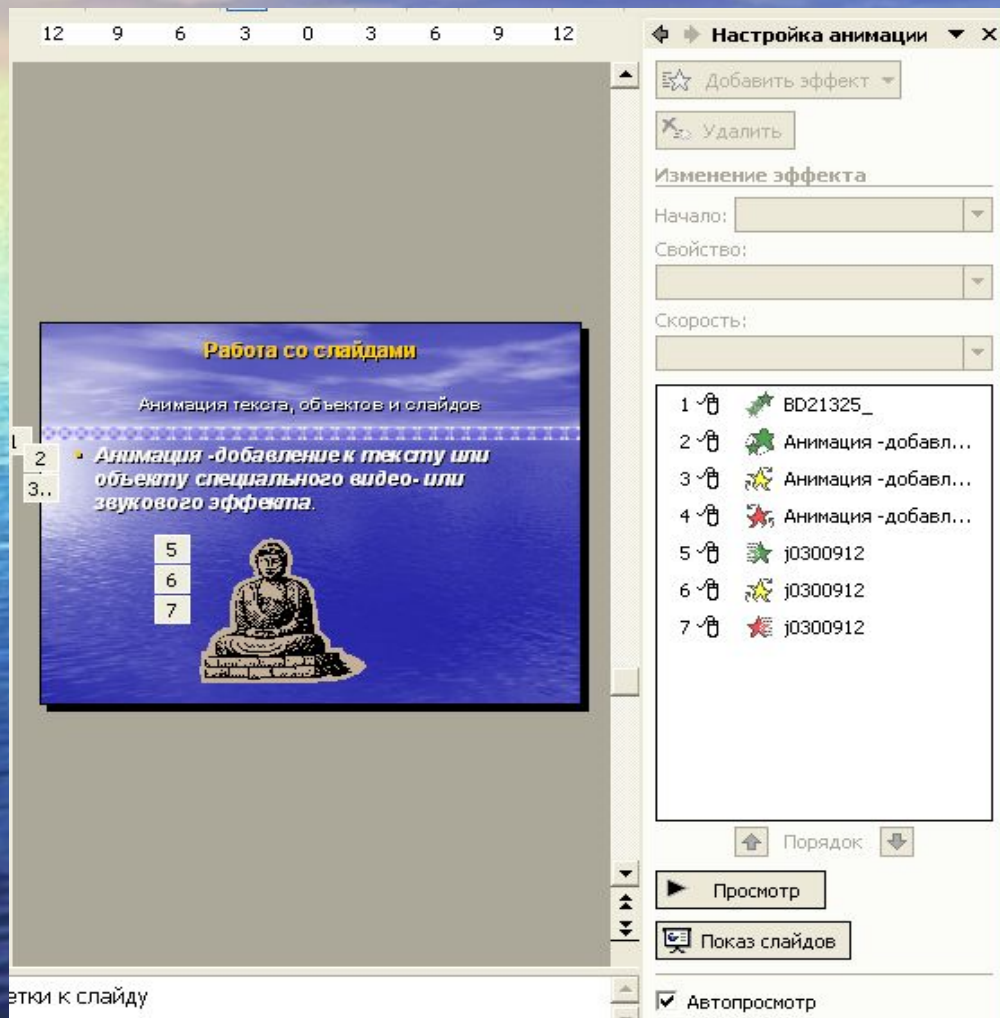 12 9 6 3 0 3 6 9 12
Работа со слайдами
Анимация текста, объектов и слайдов
1
2
3..
• Анимация -добавление к тексту или
объекту специального видео- или
звукового эффекта.
5
6
7
етки к слайду
Настройка анимации
Добавить эффект
Удалить
Изменение эффекта
Начало:
Свойство:
Скорость:
1 BD21325_
2 Анимация -добавл...
3 Анимация -добавл...
4 Анимация -добавл...
5 j0300912
6 j0300912
7 j0300912
Порядок
Просмотр
Показ слайдов
Автопросмотр